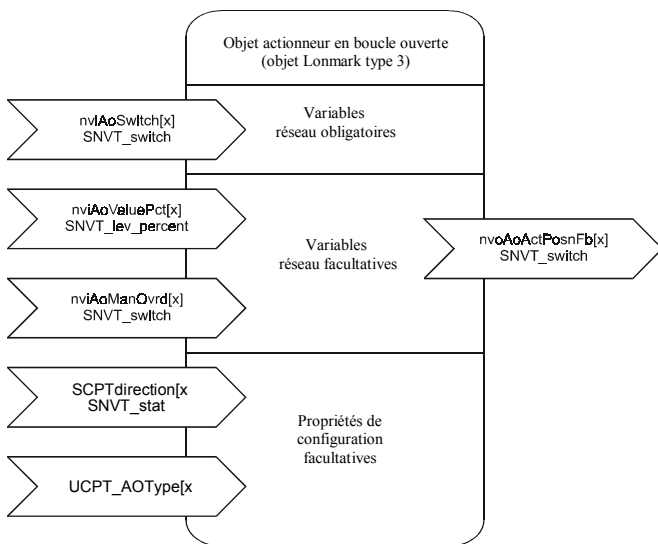 Objet actionneur en boucle ouverte
(objet Lonmark type 3)
nviAoSwitch[x]
SNVT_switch
Variables
réseau obligatoires
nviAoValuePct[x]
SNVT_lev_percent
Variables
réseau facultatives
nvoAoActPosnFb[x]
SNVT_switch
nviAoManOvrd[x]
SNVT_switch
SCPTdirection[x
SNVT_stat
Propriétés de
configuration
facultatives
UCPT_AOType[x